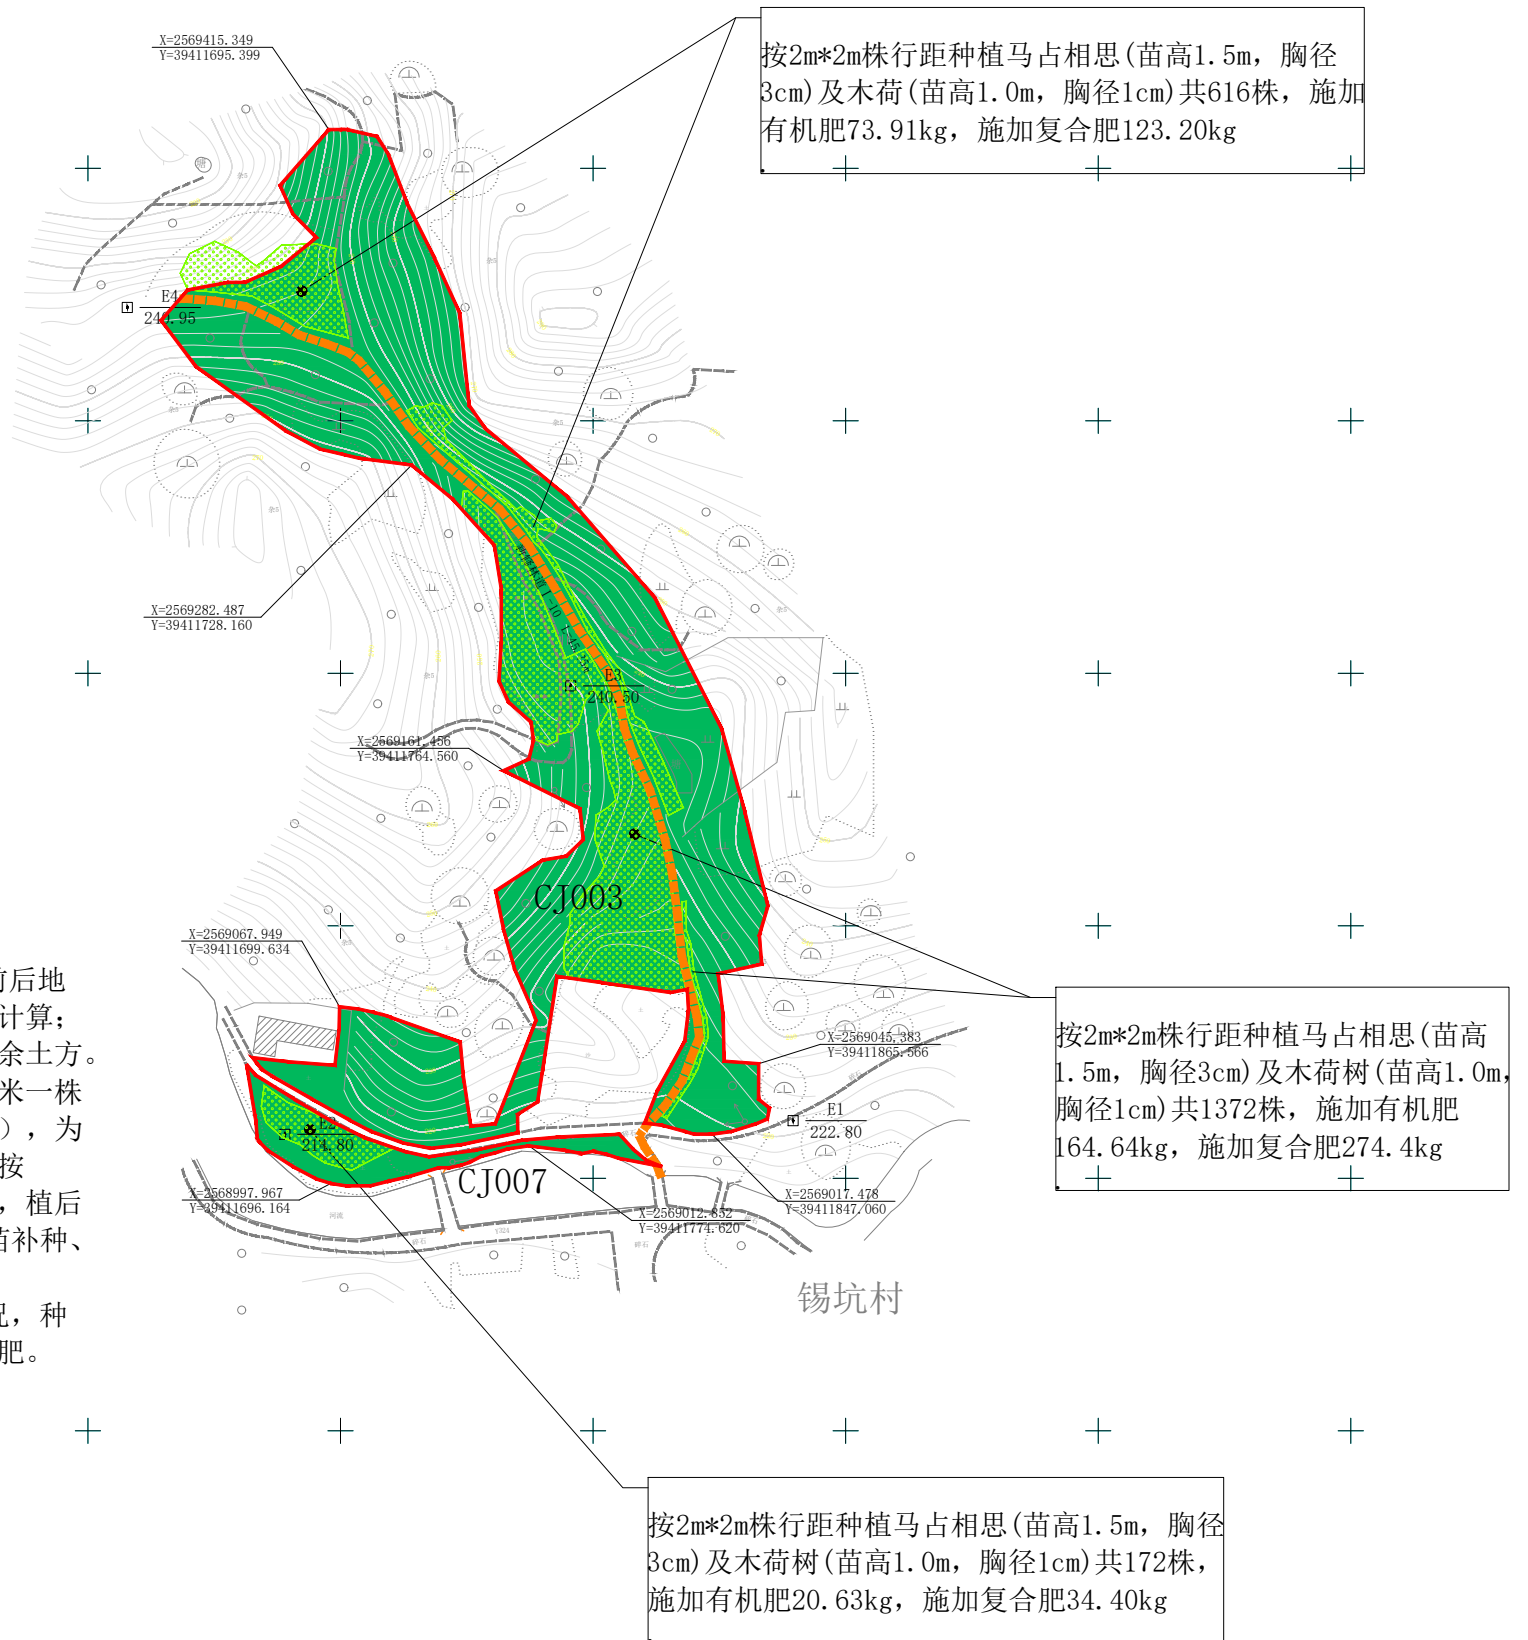 X=2569415.349
Y=39411695.399
按2m*2m株行距种植马占相思(苗高1.5m，胸径
3cm)及木荷(苗高1.0m，胸径1cm)共616株，施加
有机肥73.91kg，施加复合肥123.20kg
塘
E4
240.95
X=2569282.487
Y=39411728.160
E3
240.50
X=2569161.456
Y=39411764.560
CJ003
X=2569067.949
Y=39411699.634
前后地
计算；
余土方。
米一株
），为
按
，植后
苗补种、
况，种
肥。
X=2569045.383
Y=39411865.566
按2m*2m株行距种植马占相思(苗高
1.5m，胸径3cm)及木荷树(苗高1.0m，
胸径1cm)共1372株，施加有机肥
164.64kg，施加复合肥274.4kg
E1
222.80
E2
214.80
CJ007
X=2568997.967
Y=39411696.164
X=2569017.478
Y=39411847.060
X=2569012.852
Y=39411774.620
河流
碎石
Y324
碎石
锡坑村
按2m*2m株行距种植马占相思(苗高1.5m，胸径
3cm)及木荷树(苗高1.0m，胸径1cm)共172株，
施加有机肥20.63kg，施加复合肥34.40kg